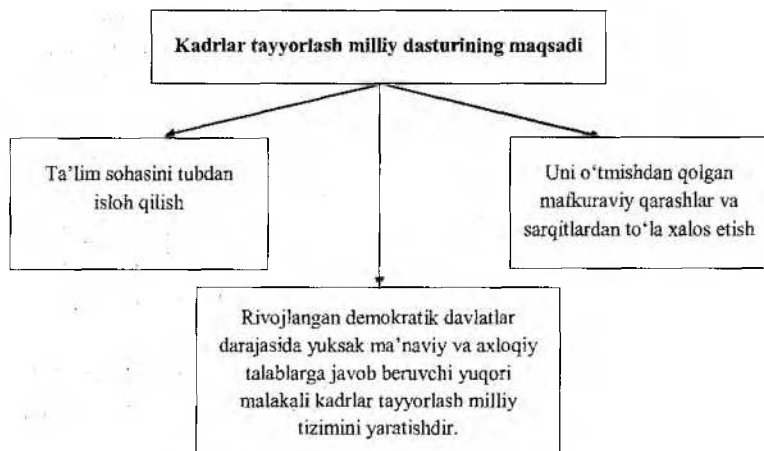 Kadrlar tayyorlash milliy dasturining maqsadi
Ta’lim sohasini tubdan
isloh qilish
Uni o‘tmishdan qolgan
mafkuraviy qarashlar va
sarqitlardan to‘la xalos etish
Rivojlangan demokratik davlatlar
darajasida yuksak ma’naviy va axloqiy
talablarga javob beruvchi yuqori
malakali kadrlar tayyorlash milliy
tizimini yaratishdir.